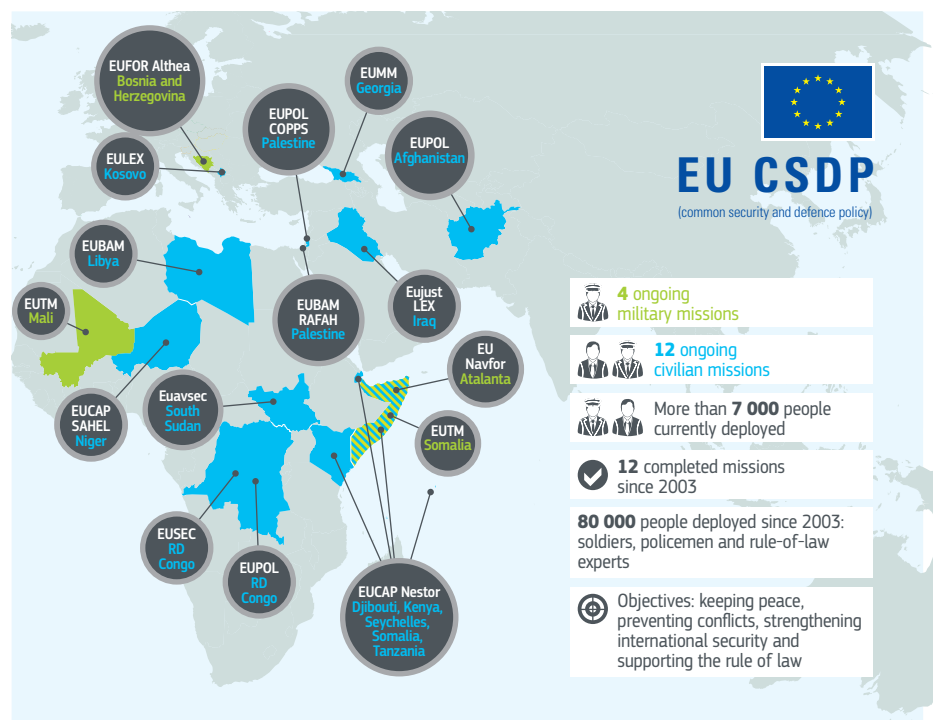 EUFOR Althea
Bosnia and
Herzegovina
EUMM
Georgia
EUPOL
COPPS
Palestine
EUPOL
Afghanistan
EULEX
Kosovo
EU CSDP
(common security and defence policy)
EUBAM
Libya
EUTM
Mali
EUBAM
RAFAH
Palestine
Eujust
LEX
Iraq
EU
Navfor
Atalanta
EUCAP
SAHEL
Niger
Euavsec
South
Sudan
EUTM
Somalia
EUSEC
RD
Congo
EUPOL
RD
Congo
EUCAP Nestor
Djibouti, Kenya,
Seychelles,
Somalia,
Tanzania
4 ongoing
military missions
12 ongoing
civilian missions
More than 7 000 people
currently deployed
12 completed missions
since 2003
80 000 people deployed since 2003:
soldiers, policemen and rule-of-law
experts
Objectives: keeping peace,
preventing conflicts, strengthening
international security and
supporting the rule of law